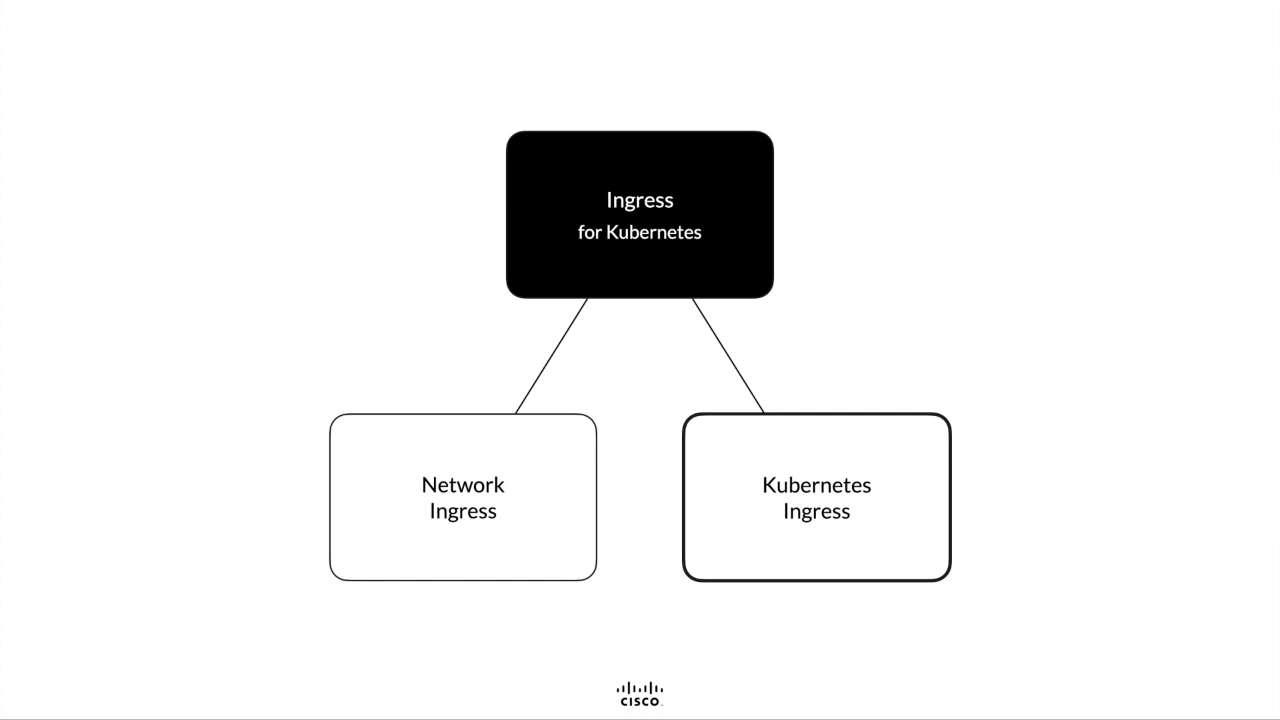 Ingress
for Kubernetes
Network
Ingress
Kubernetes
Ingress
CISCO